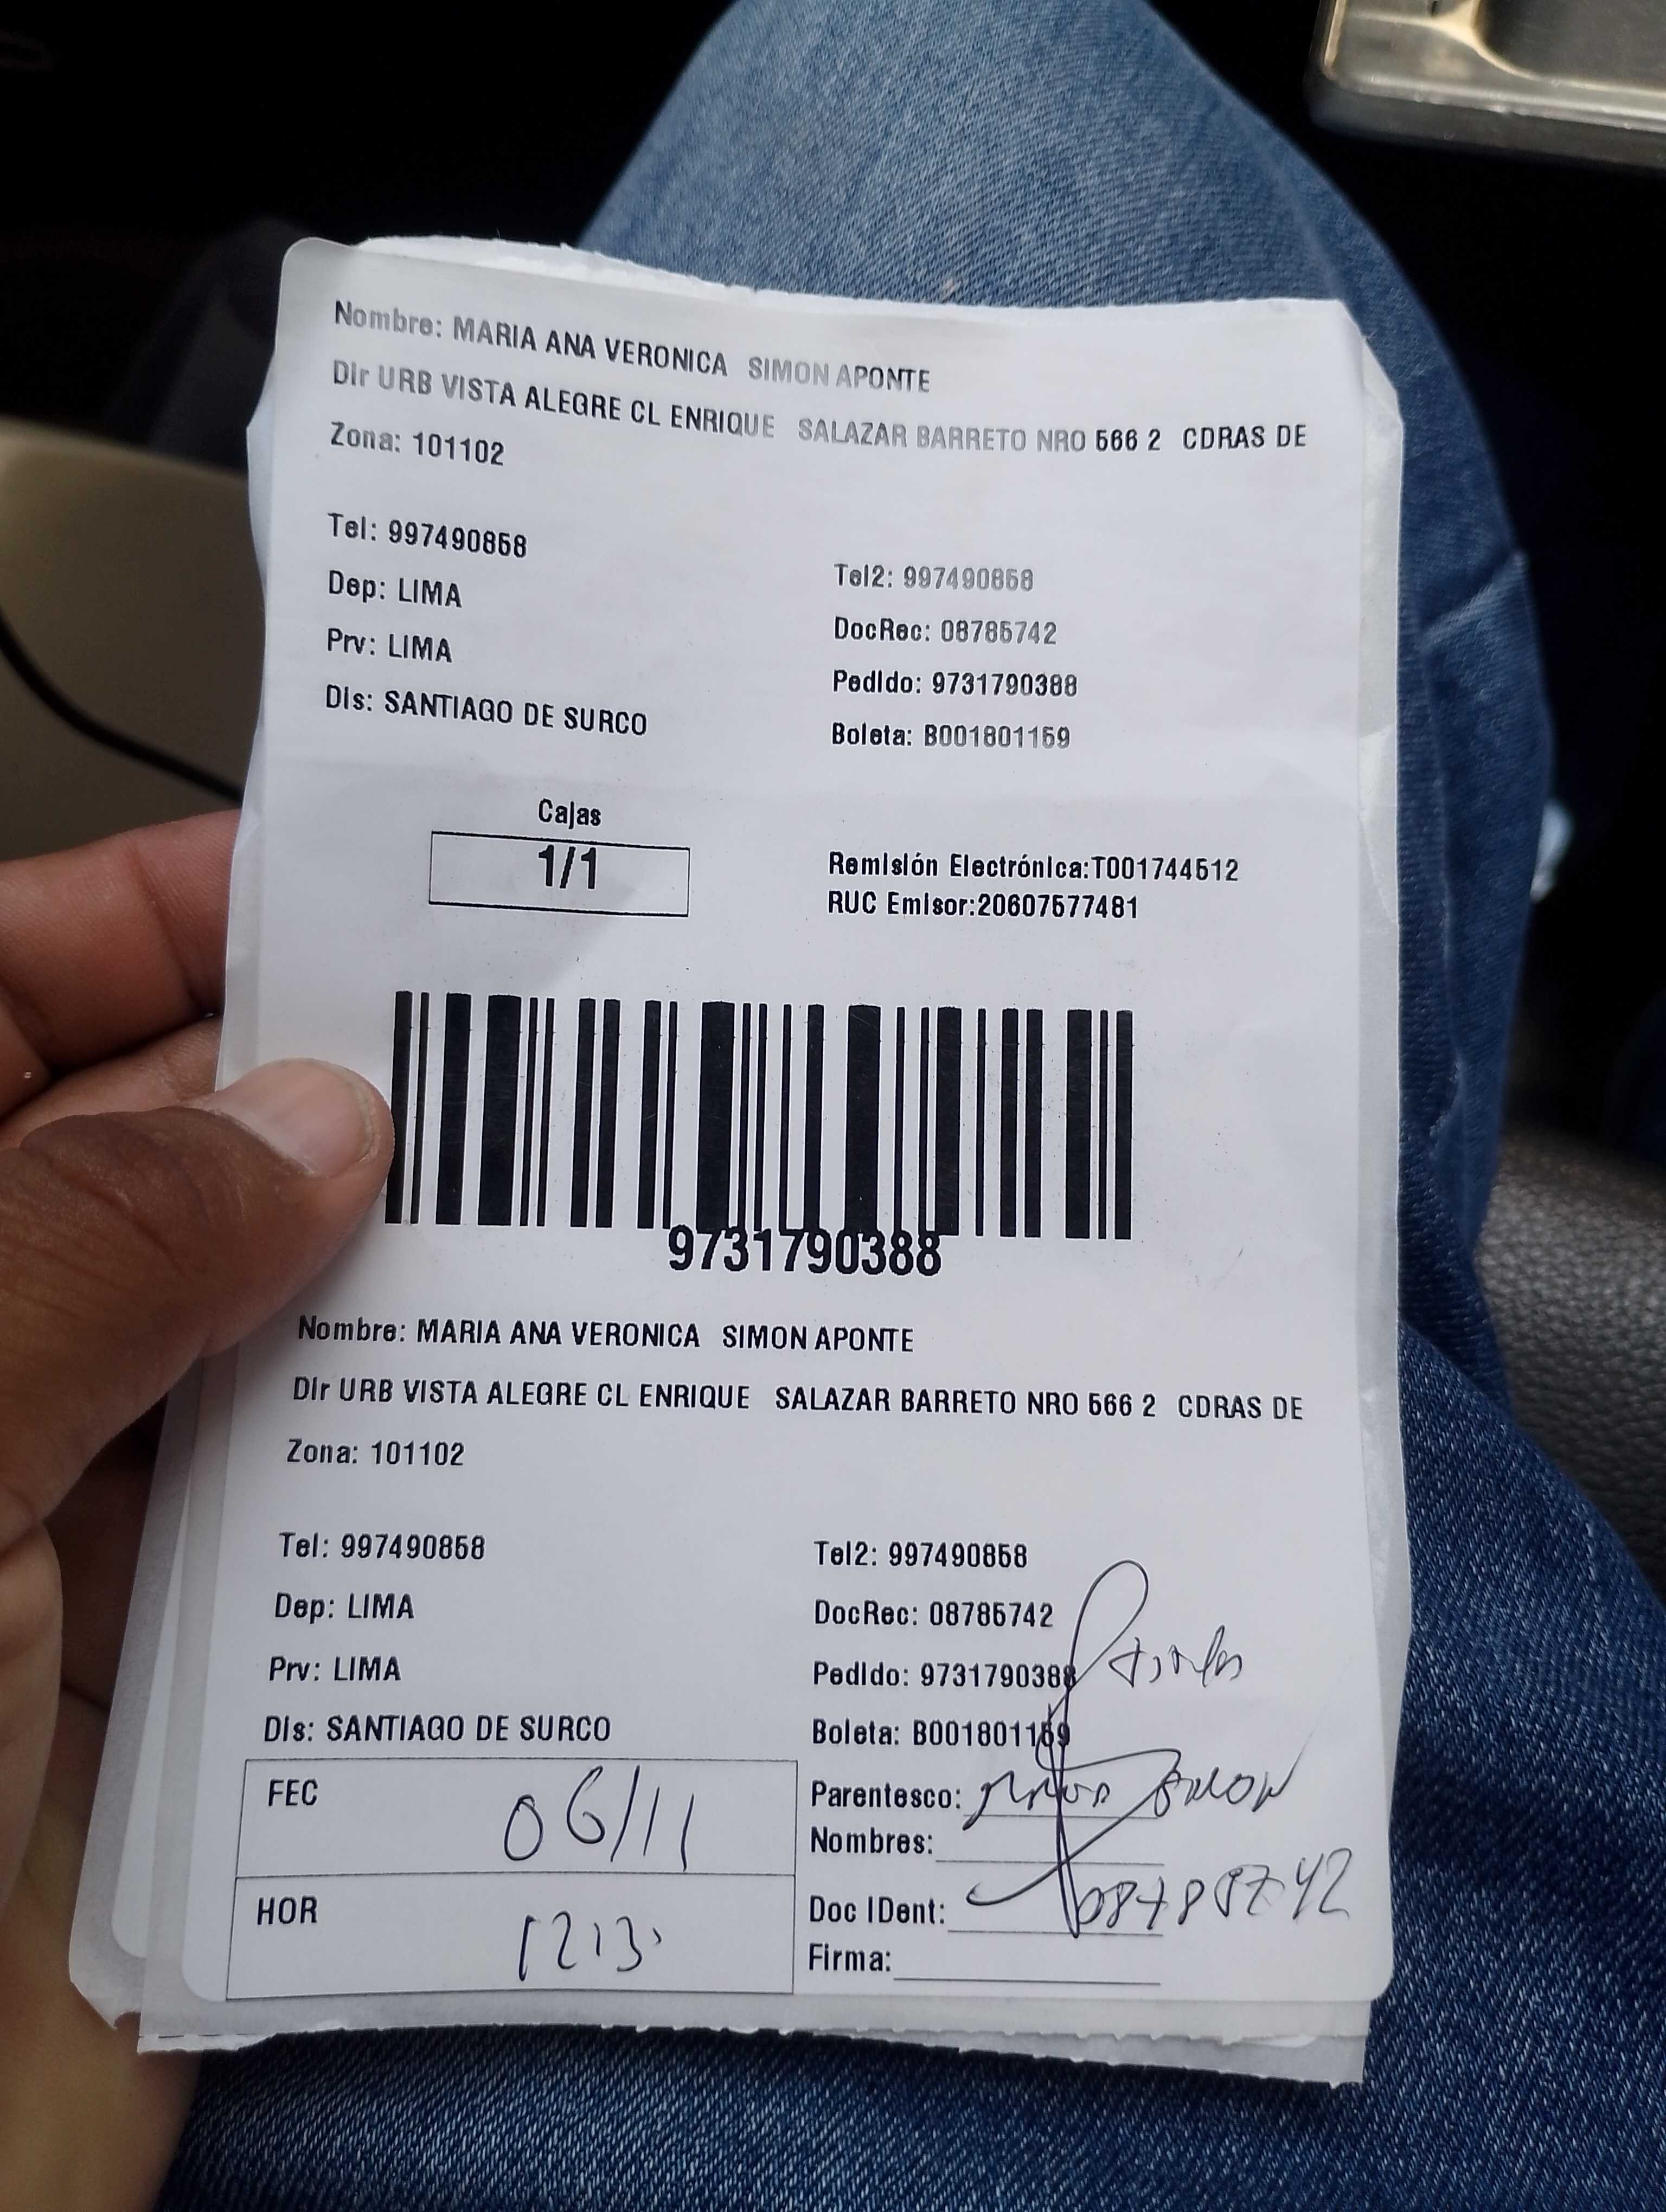 Nombre: MARIA ANA VERONICA SIMON APONTE
Dir URB VISTA ALEGRE CL ENRIQUE SALAZAR BARRETO NRO 566 2 CDRAS DE
Zona: 101102
Tel: 997490858
Tel2: 997490858
Dep: LIMA
DocRec: 08785742
Prv: LIMA
Pedido: 9731790388
Dis: SANTIAGO DE SURCO
Boleta: B001801159
Cajas
1/1
Remisión Electrónica:T001744512
RUC Emisor:20607577481
9731790388
Nombre: MARIA ANA VERONICA SIMON APONTE
Dir URB VISTA ALEGRE CL ENRIQUE SALAZAR BARRETO NRO 566 2 CDRAS DE
Zona: 101102
Tel: 997490858
Tel2: 997490858
Dep: LIMA
DocRec: 08785742
Prv: LIMA
Pedido: 9731790388
Dis: SANTIAGO DE SURCO
Boleta: B001801159
FEC 06/11
Parentesco:
Nombres:
HOR
Doc IDent: 08785742
Firma: